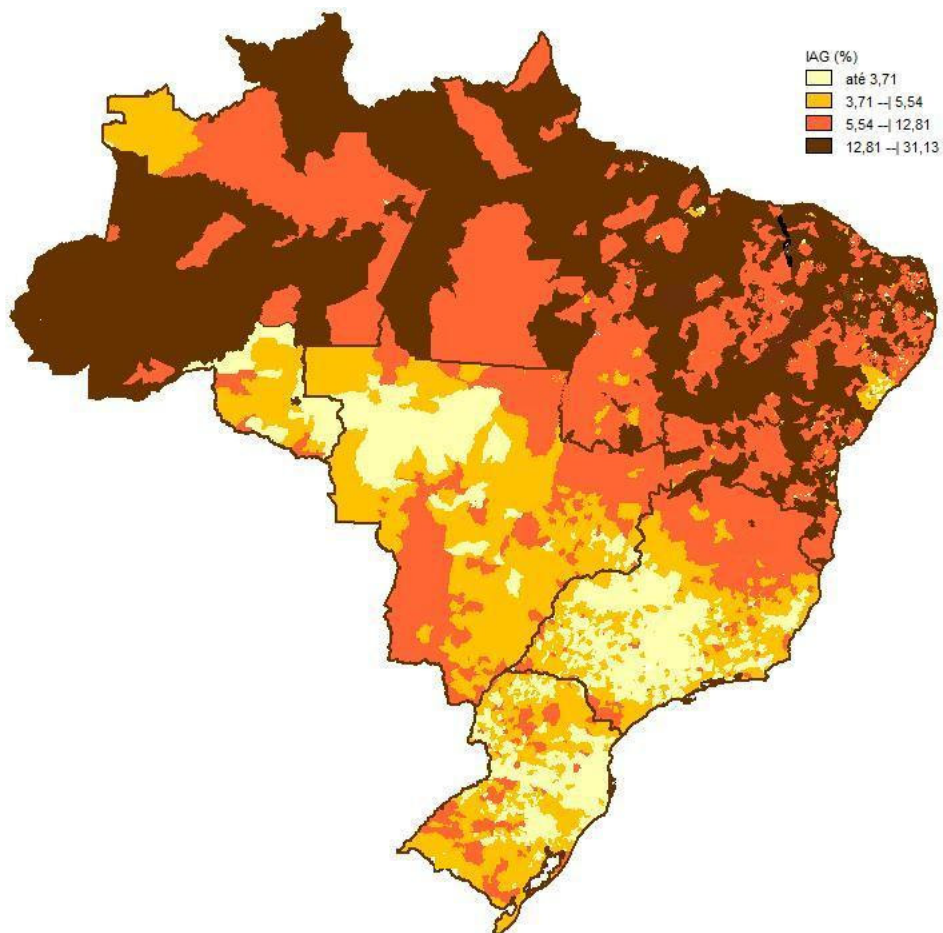 IAG (%)
até 3,71
3,71 --| 5,54
5,54 --| 12,81
12,81 --| 31,13